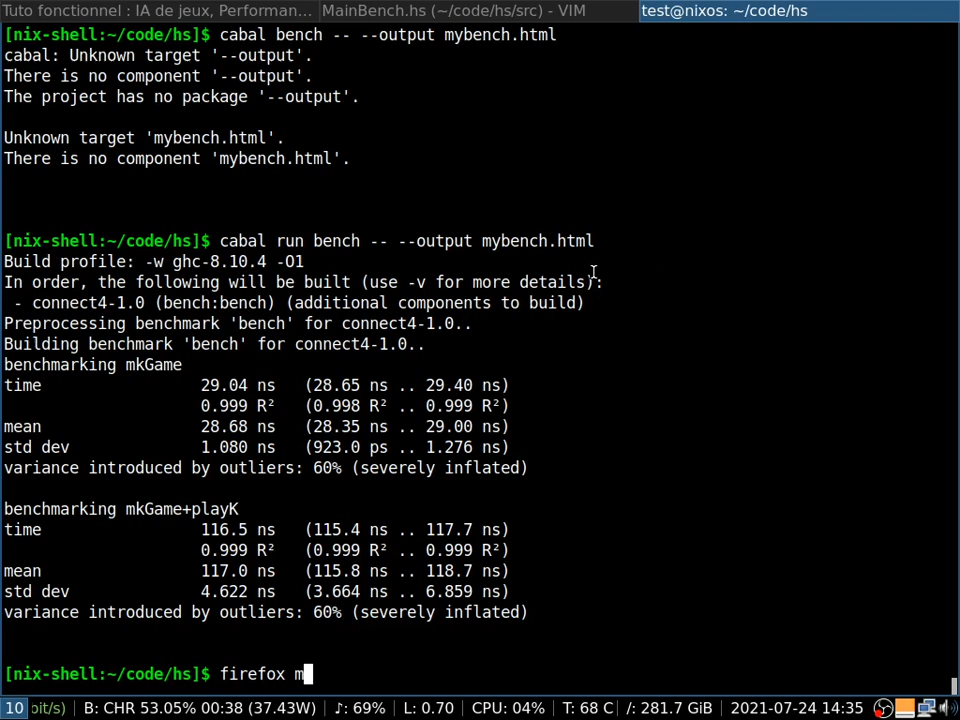 Tuto fonctionnel : IA de jeux, Performan... MainBench.hs (~/code/hs/src) - VIM test@nixos: ~/code/hs
[nix-shell:~/code/hs]$ cabal bench -- --output mybench.html
cabal: Unknown target '--output'.
There is no component '--output'.
The project has no package '--output'.
Unknown target 'mybench.html'.
There is no component 'mybench.html'.
[nix-shell:~/code/hs]$ cabal run bench -- --output mybench.html
Build profile: -w ghc-8.10.4 -O1
In order, the following will be built (use -v for more details):
- connect4-1.0 (bench:bench) (additional components to build)
Preprocessing benchmark 'bench' for connect4-1.0..
Building benchmark 'bench' for connect4-1.0..
benchmarking mkGame
time 29.04 ns (28.65 ns .. 29.40 ns)
0.999 R² (0.998 R² .. 0.999 R²)
mean 28.68 ns (28.35 ns .. 29.00 ns)
std dev 1.080 ns (923.0 ps .. 1.276 ns)
variance introduced by outliers: 60% (severely inflated)
benchmarking mkGame+playK
time 116.5 ns (115.4 ns .. 117.7 ns)
0.999 R² (0.999 R² .. 0.999 R²)
mean 117.0 ns (115.8 ns .. 118.7 ns)
std dev 4.622 ns (3.664 ns .. 6.859 ns)
variance introduced by outliers: 60% (severely inflated)
[nix-shell:~/code/hs]$ firefox m
10 bit/s) | B: CHR 53.05% 00:38 (37.43W) | ♪: 69% | L: 0.70 | CPU: 04% | T: 68 C | /: 281.7 GiB | 2021-07-24 14:35